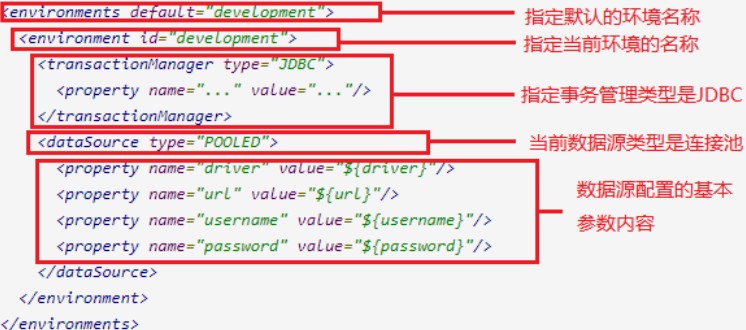 <environments default="development"> 指定默认的环境名称
<environment id="development"> 指定当前环境的名称
<transactionManager type="JDBC">
<property name="..." value="..."/> 指定事务管理类型是JDBC
</transactionManager>
<dataSource type="POOLED"> 当前数据源类型是连接池
<property name="driver" value="${driver}"/>
<property name="url" value="${url}"/> 数据源配置的基本
<property name="username" value="${username}"/> 参数内容
<property name="password" value="${password}"/>
</dataSource>
</environment>
</environments>